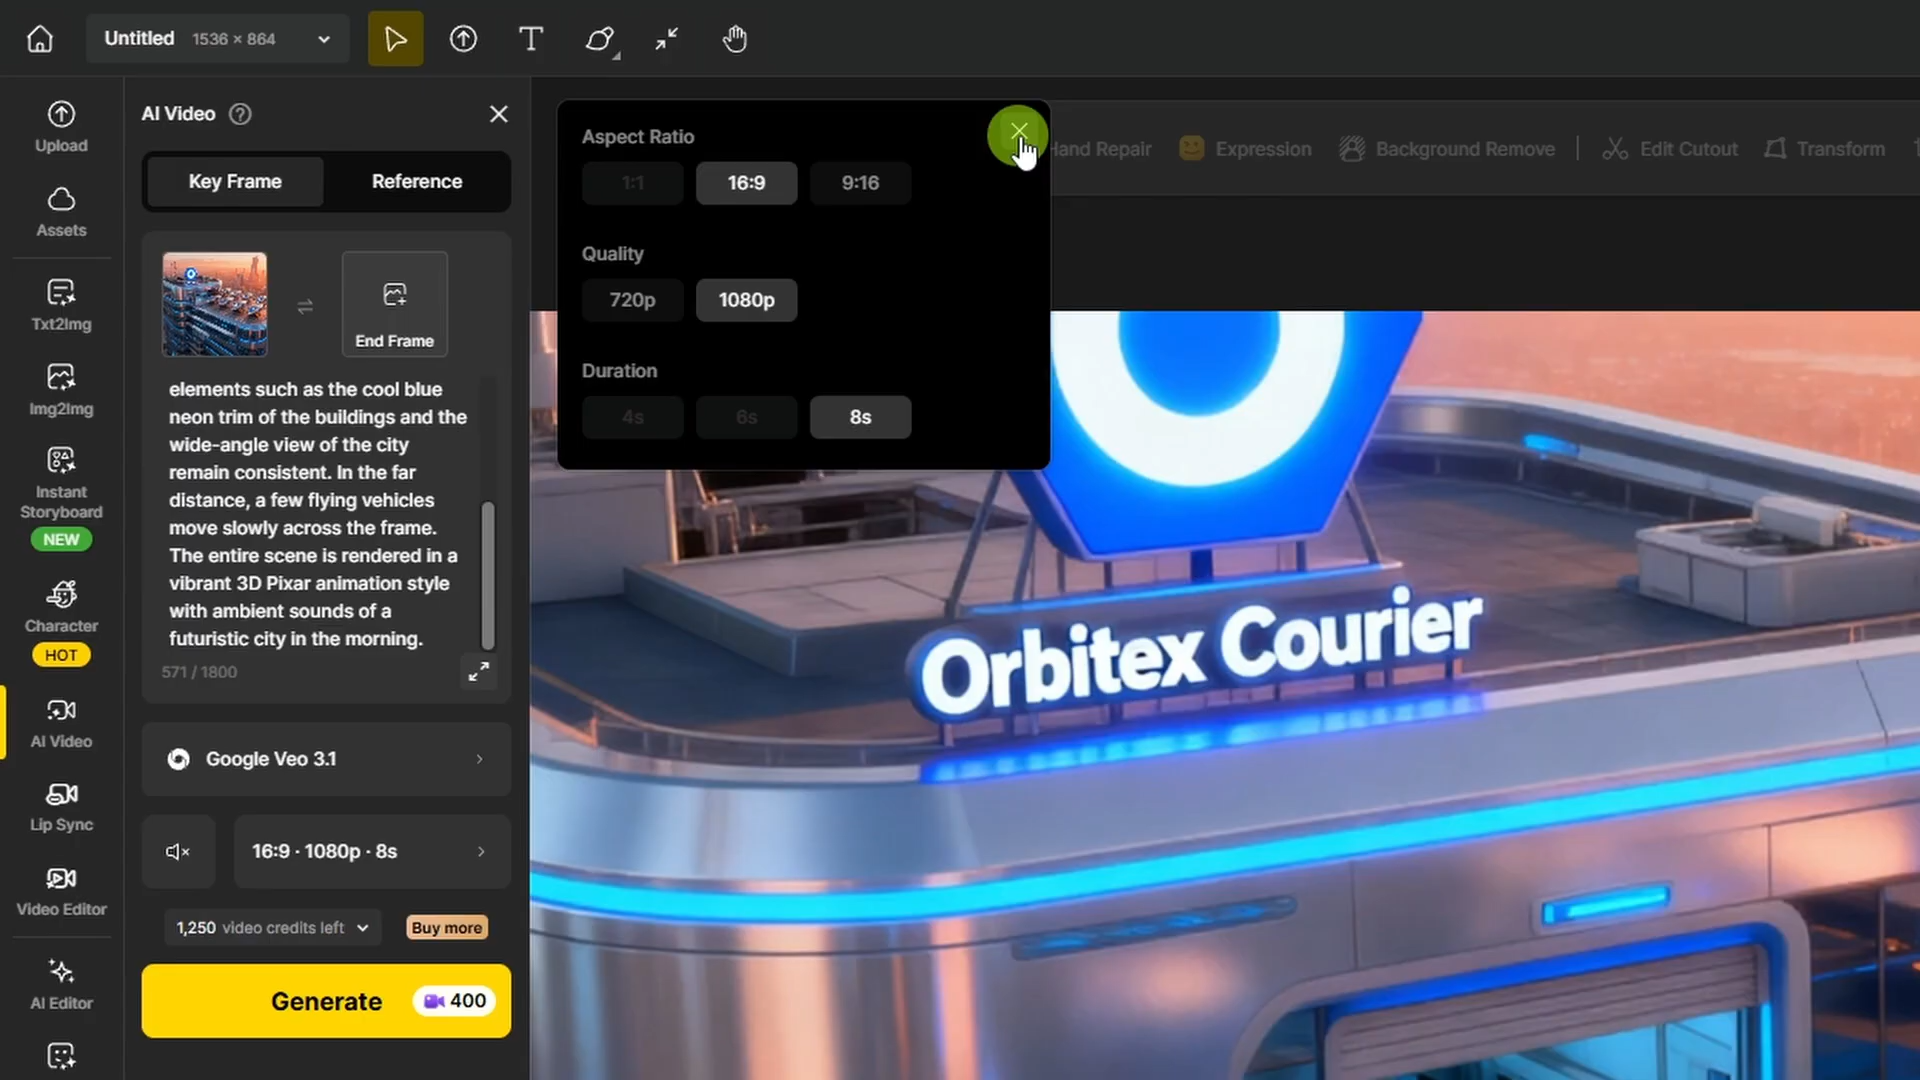 Untitled 1536 × 864
Upload
Assets
Txt2Img
Img2Img
Instant
Storyboard
NEW
Character
HOT
AI Video
Lip Sync
Video Editor
AI Editor
AI Video
Key Frame Reference
End Frame
elements such as the cool blue
neon trim of the buildings and the
wide-angle view of the city
remain consistent. In the far
distance, a few flying vehicles
move slowly across the frame.
The entire scene is rendered in a
vibrant 3D Pixar animation style
with ambient sounds of a
futuristic city in the morning.
571 / 1800
Google Veo 3.1
16:9 · 1080p · 8s
1,250 video credits left Buy more
Generate 400
Aspect Ratio
1:1 16:9 9:16
Quality
720p 1080p
Duration
4s 6s 8s
Hand Repair Expression Background Remove Edit Cutout Transform
Orbitex Courier